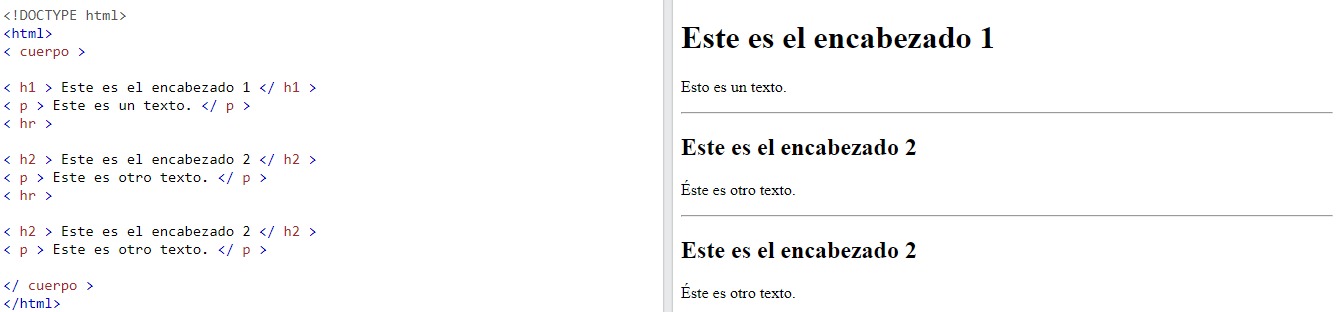 <!DOCTYPE html>
<html>
< cuerpo >
< h1 > Este es el encabezado 1 </ h1 >
< p > Este es un texto. </ p >
< hr >
< h2 > Este es el encabezado 2 </ h2 >
< p > Este es otro texto. </ p >
< hr >
< h2 > Este es el encabezado 2 </ h2 >
< p > Este es otro texto. </ p >
</ cuerpo >
</html>
Este es el encabezado 1
Esto es un texto.
Este es el encabezado 2
Éste es otro texto.
Este es el encabezado 2
Éste es otro texto.